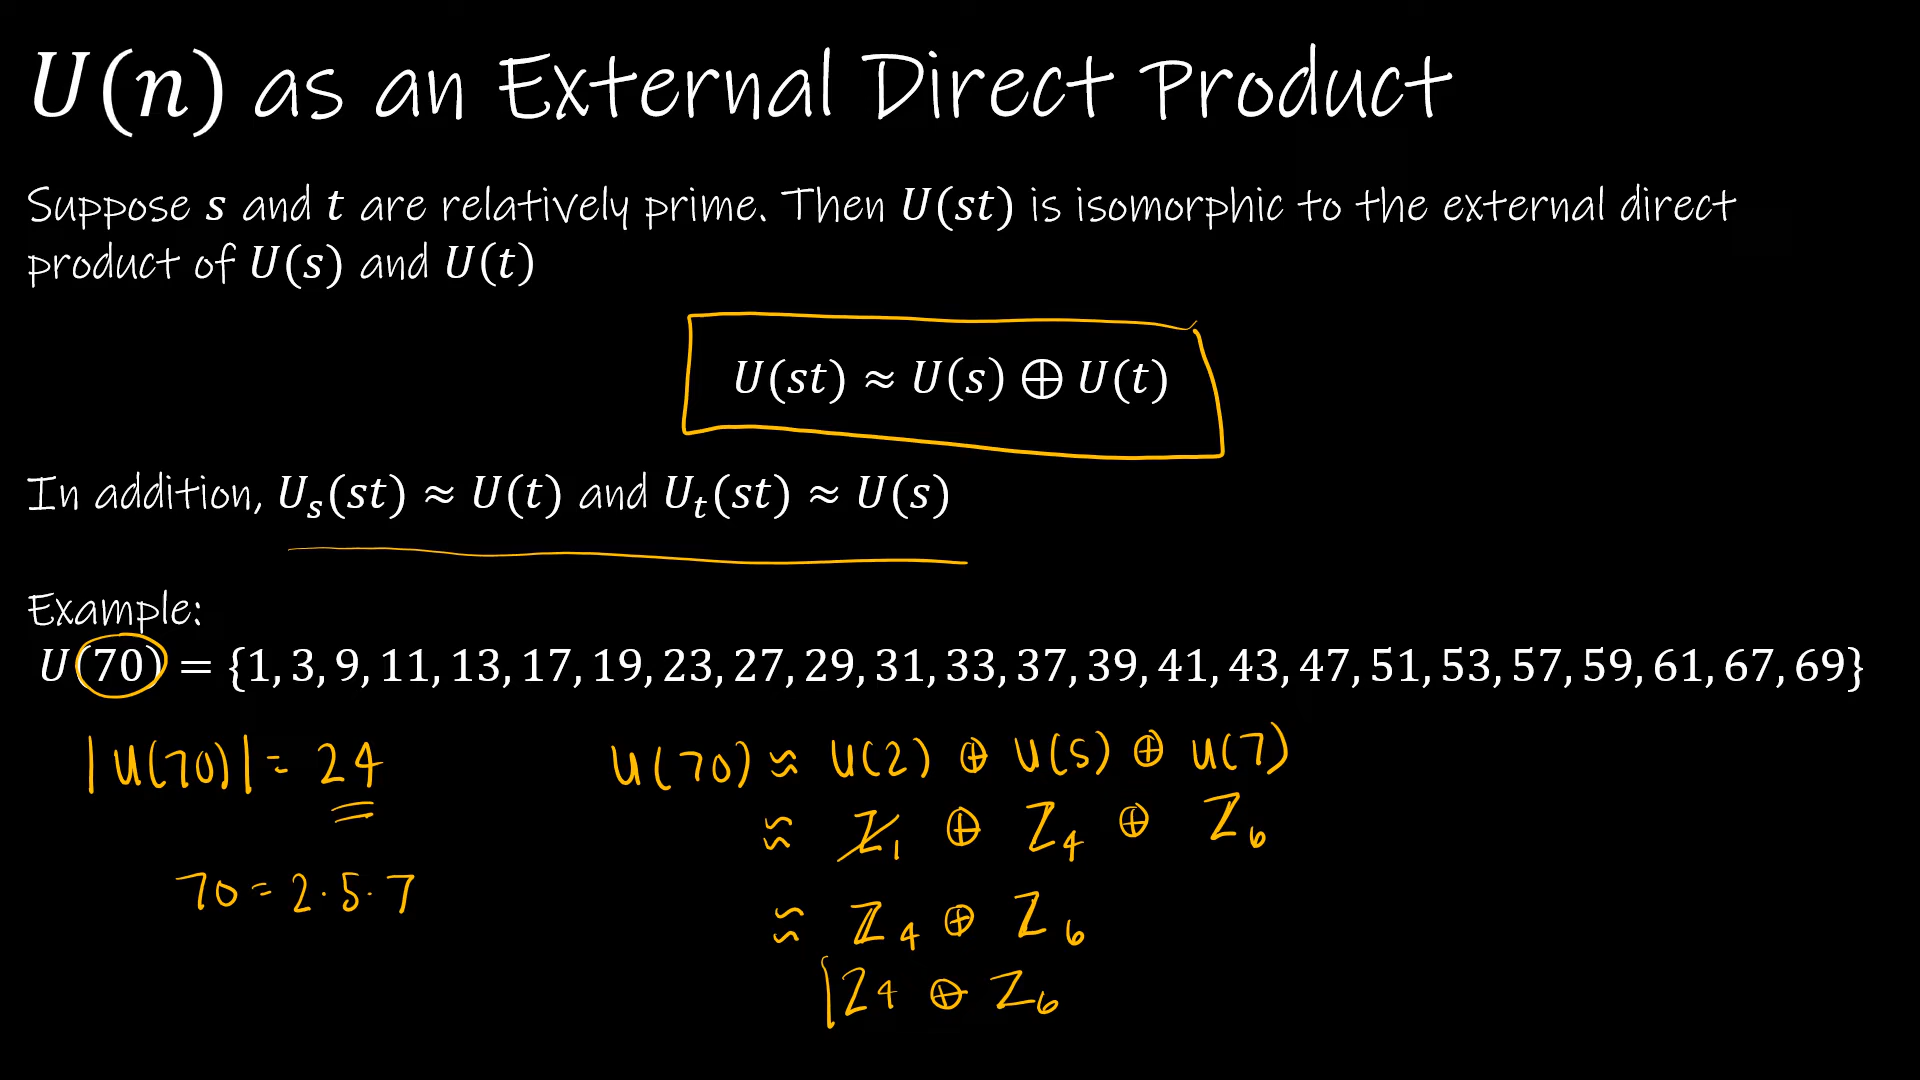 U(n) as an External Direct Product
Suppose s and t are relatively prime. Then U(st) is isomorphic to the external direct
product of U(s) and U(t)
U(st) ≈ U(s) ⊕ U(t)
In addition, Uₛ(st) ≈ U(t) and Uₜ(st) ≈ U(s)
Example:
U(70) = {1, 3, 9, 11, 13, 17, 19, 23, 27, 29, 31, 33, 37, 39, 41, 43, 47, 51, 53, 57, 59, 61, 67, 69}
|U(70)| = 24
70 = 2·5·7
U(70) ≈ U(2) ⊕ U(5) ⊕ U(7)
≈ Z₁ ⊕ Z₄ ⊕ Z₆
≈ Z₄ ⊕ Z₆
|Z₄ ⊕ Z₆